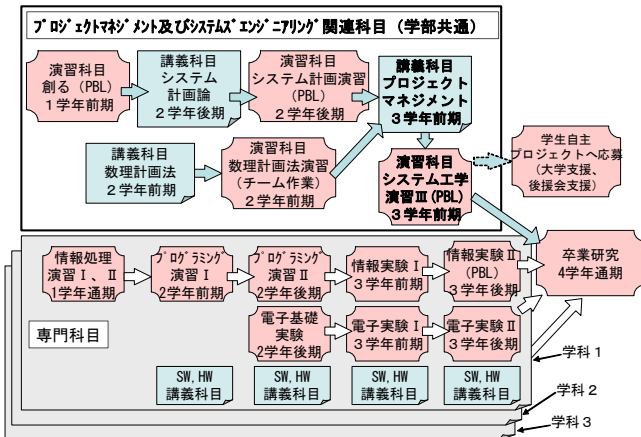 ﾌﾟﾛｼﾞｪｸﾄﾏﾈｼﾞﾒﾝﾄ及びｼｽﾃﾑｽﾞｴﾝｼﾞﾆｱﾘﾝｸﾞ関連科目（学部共通）
演習科目
創る（PBL）
１学年前期
講義科目
システム
計画論
２学年後期
演習科目
システム計画演習
（PBL）
２学年後期
講義科目
プロジェクト
マネジメント
３学年前期
講義科目
数理計画法
２学年前期
演習科目
数理計画法演習
（チーム作業）
２学年前期
演習科目
システム工学
演習Ⅲ（PBL）
３学年前期
学生自主
プロジェクトへ応募
（大学支援、
後援会支援）
情報処理
演習Ⅰ、Ⅱ
1学年通期
ﾌﾟﾛｸﾞﾗﾐﾝｸﾞ
演習Ⅰ
2学年前期
ﾌﾟﾛｸﾞﾗﾐﾝｸﾞ
演習Ⅱ
2学年後期
情報実験Ⅰ
３学年前期
情報実験Ⅱ
（PBL）
３学年後期
卒業研究
4学年通期
専門科目
電子基礎
実験
2学年後期
電子実験Ⅰ
３学年前期
電子実験Ⅱ
３学年後期
SW, HW
講義科目
SW, HW
講義科目
SW, HW
講義科目
SW, HW
講義科目
学科１
学科２
学科３